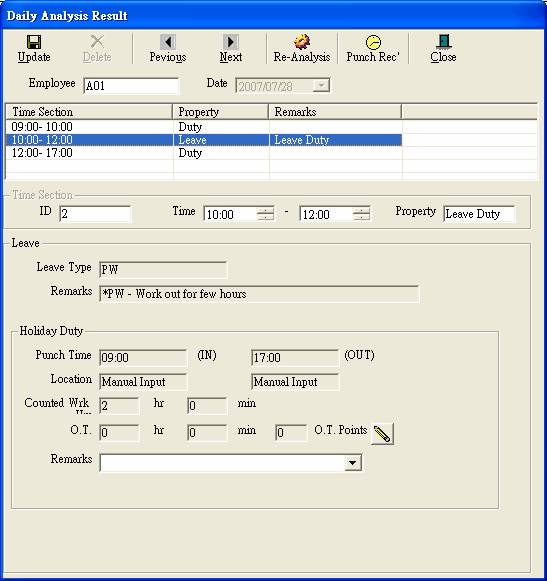 Daily Analysis Result
Update Delete Pevious Next Re-Analysis Punch Rec' Close
Employee A01 Date 2007/07/28
Time Section Property Remarks
09:00- 10:00 Duty
10:00- 12:00 Leave Leave Duty
12:00- 17:00 Duty
Time Section
ID 2 Time 10:00 - 12:00 Property Leave Duty
Leave
Leave Type PW
Remarks *PW - Work out for few hours
Holiday Duty
Punch Time 09:00 (IN) 17:00 (OUT)
Location Manual Input Manual Input
Counted Wrk 2 hr 0 min
O.T. 0 hr 0 min 0 O.T. Points
Remarks